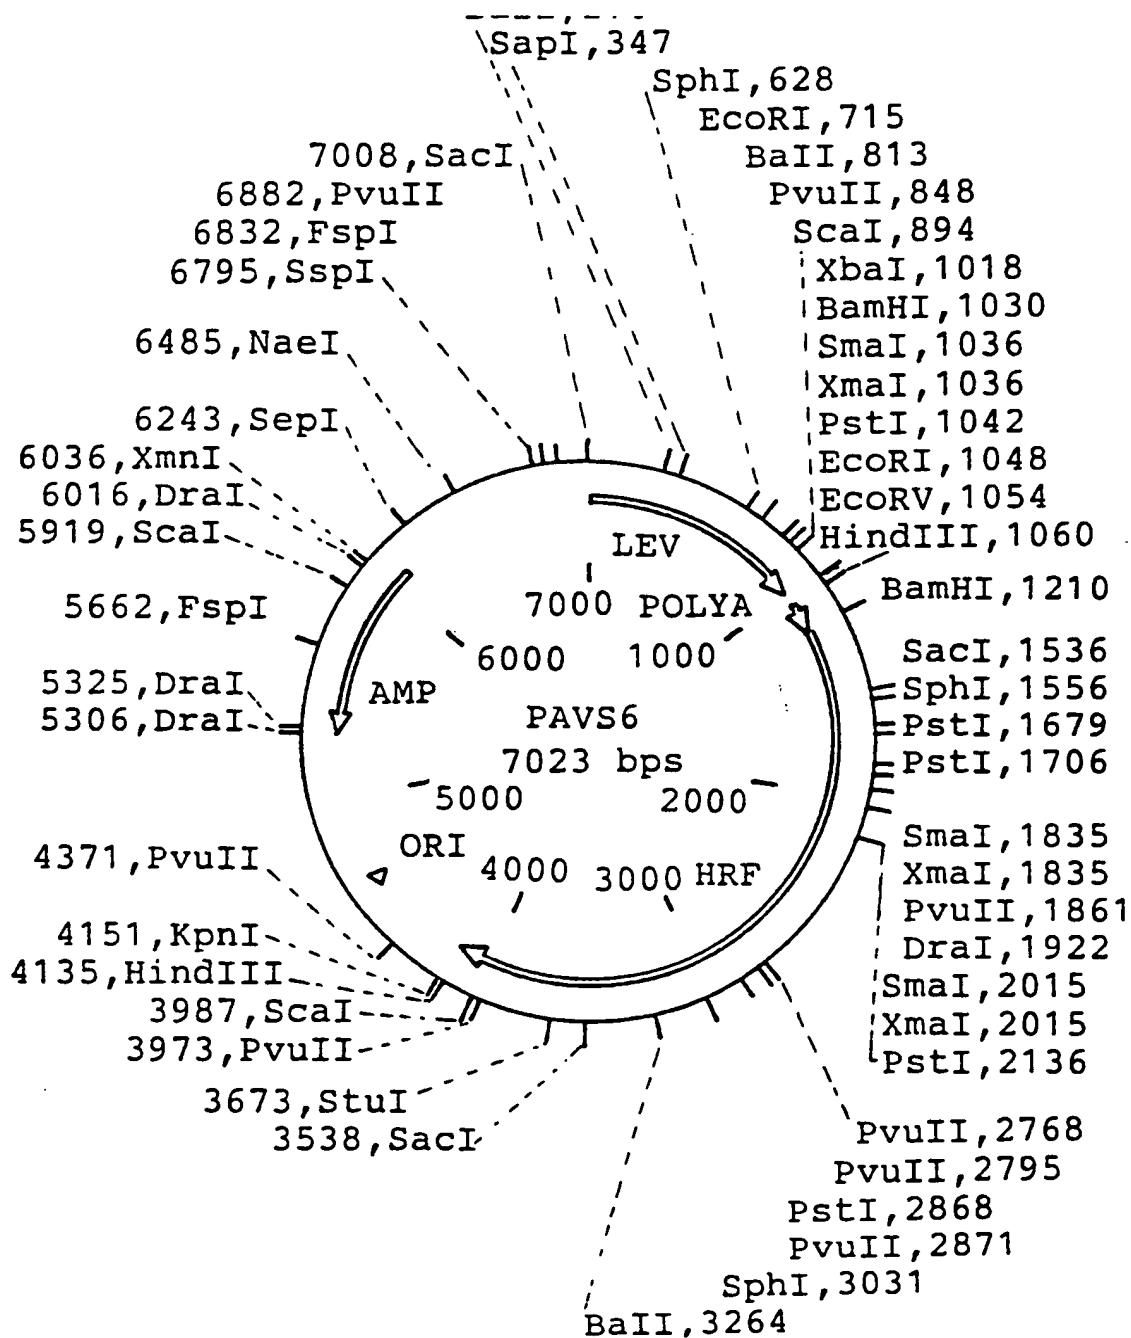 SapI,347
SphI,628
EcoRI,715
BaII,813
PvuII,848
ScaI,894
XbaI,1018
BamHI,1030
SmaI,1036
XmaI,1036
PstI,1042
EcoRI,1048
EcoRV,1054
HindIII,1060
BamHI,1210
SacI,1536
SphI,1556
PstI,1679
PstI,1706
SmaI,1835
XmaI,1835
PvuII,1861
DraI,1922
SmaI,2015
XmaI,2015
PstI,2136
PvuII,2768
PvuII,2795
PstI,2868
PvuII,2871
SphI,3031
BaII,3264
3538,SacI
3673,StuI
3973,PvuII
3987,ScaI
4135,HindIII
4151,KpnI
4371,PvuII
5306,DraI
5325,DraI
5662,FspI
5919,ScaI
6016,DraI
6036,XmnI
6243,SepI
6485,NaeI
6795,SspI
6832,FspI
6882,PvuII
7008,SacI
LEV
7000
POLYA
6000
1000
AMP
PAVS6
7023 bps
5000
2000
ORI
4000
3000
HRF